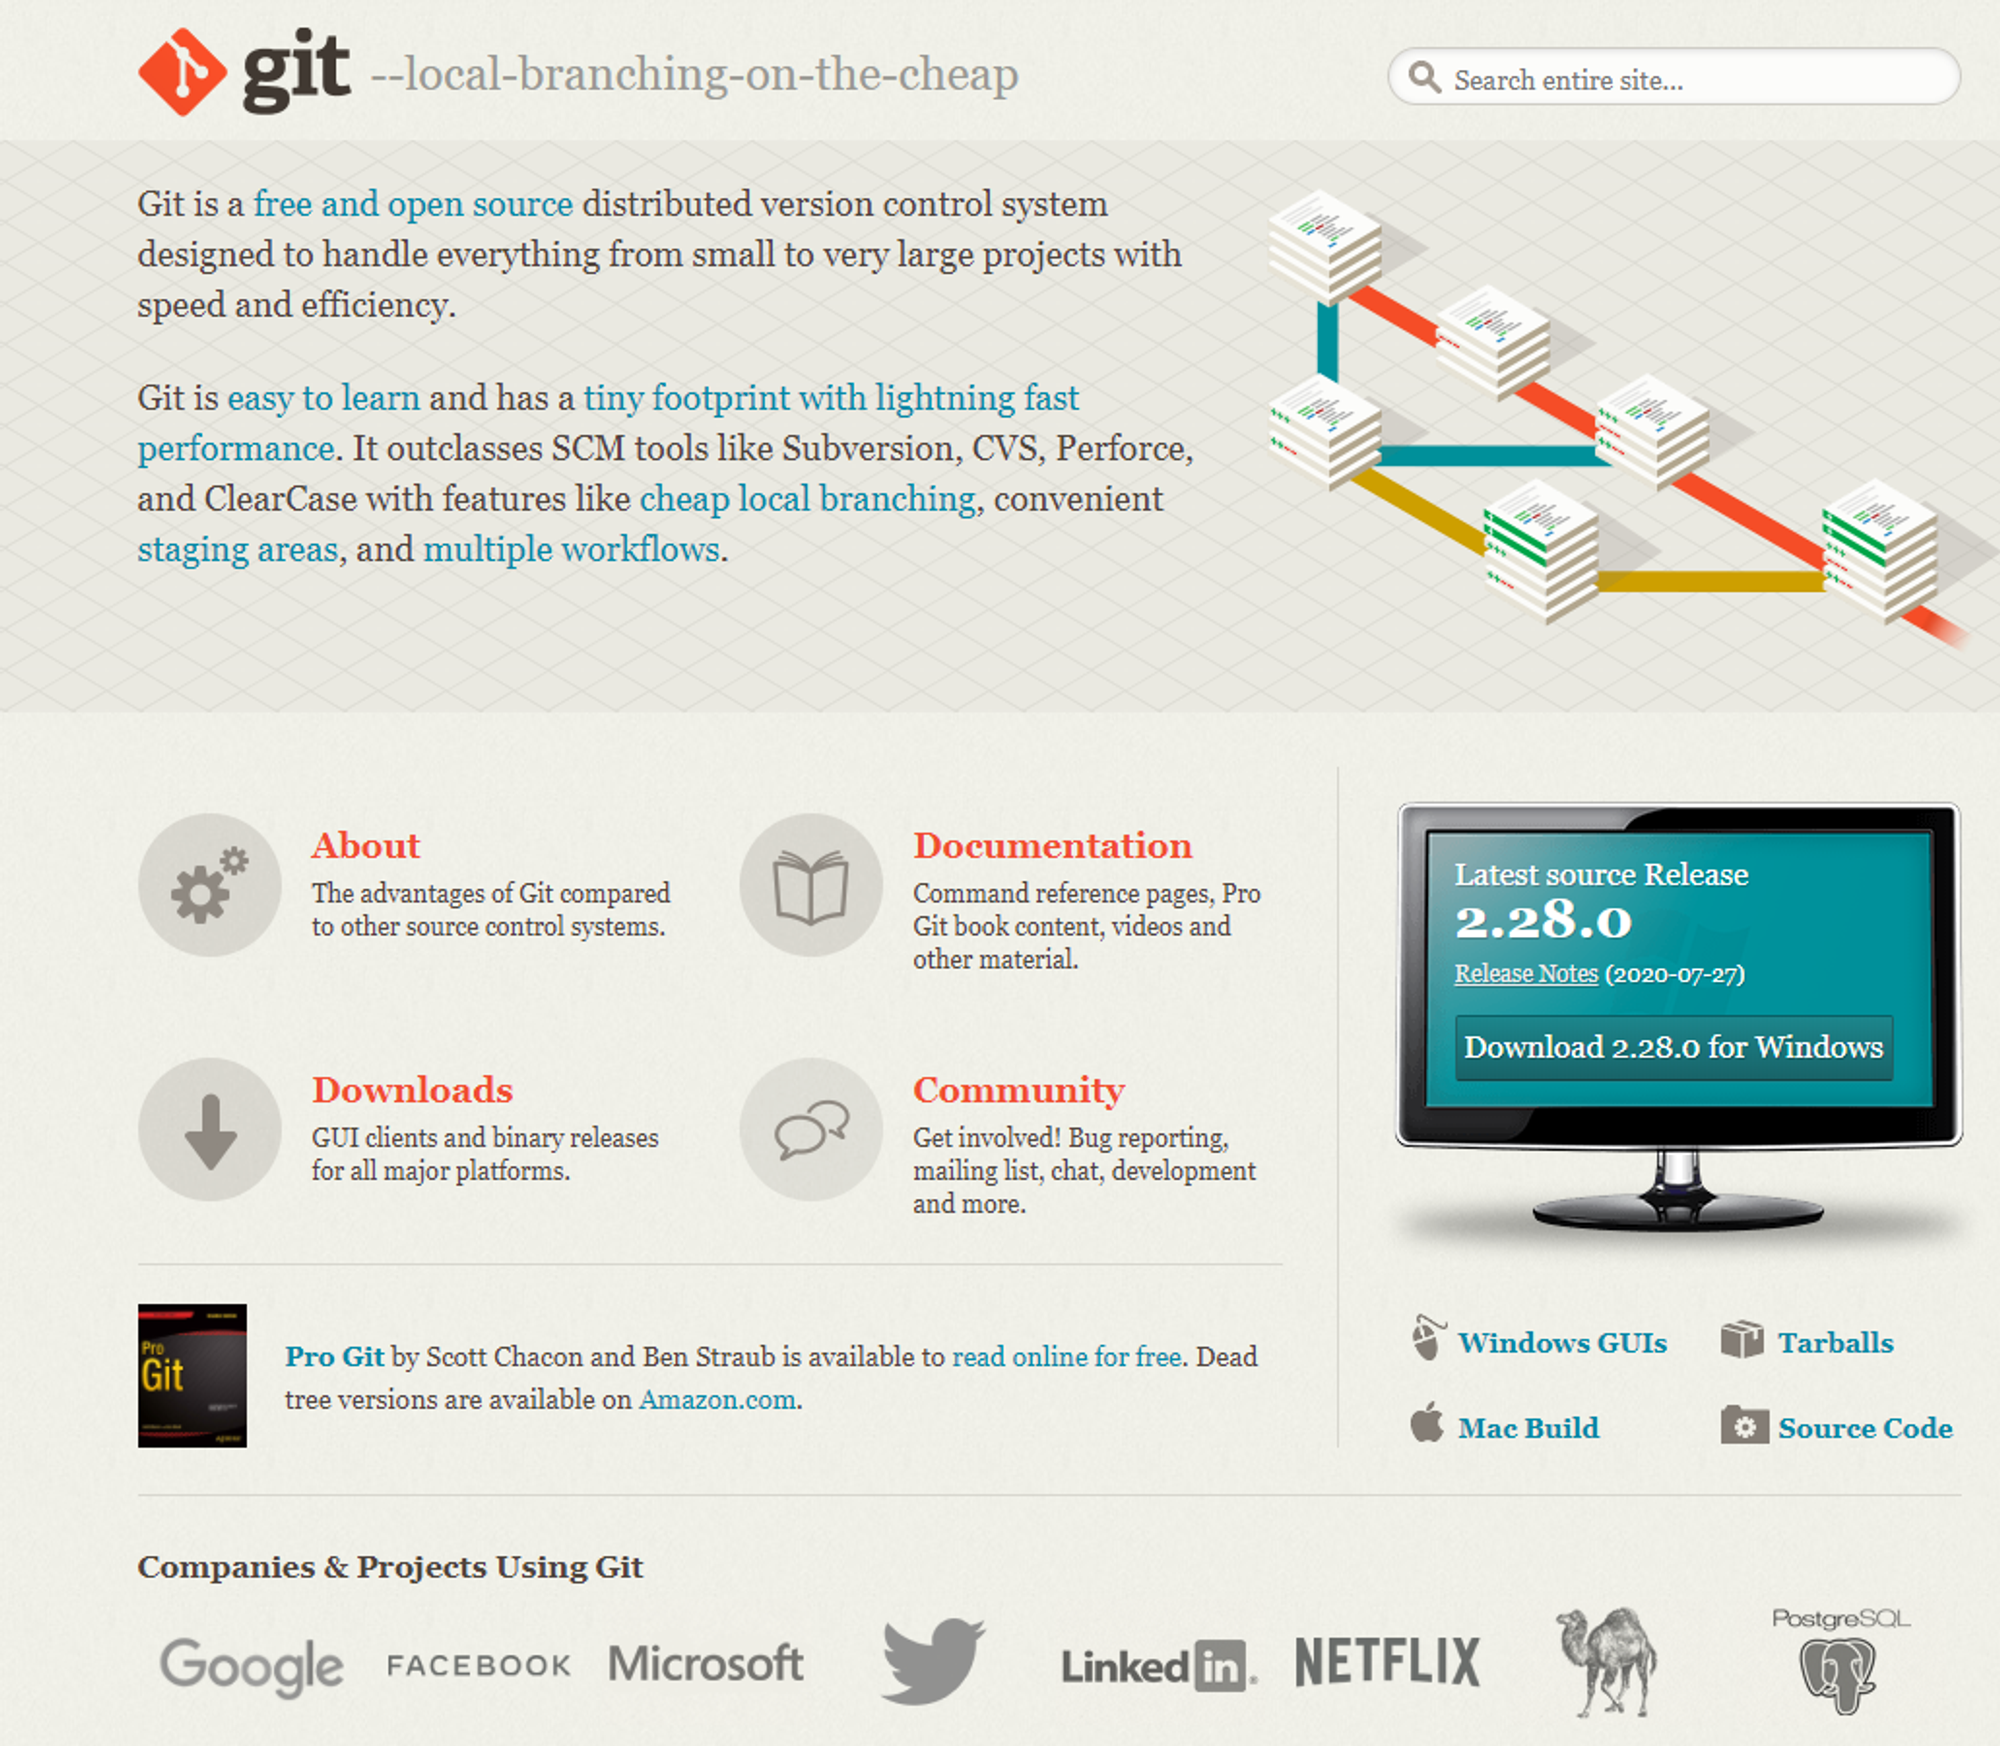 git --local-branching-on-the-cheap
Search entire site...
Git is a free and open source distributed version control system
designed to handle everything from small to very large projects with
speed and efficiency.
Git is easy to learn and has a tiny footprint with lightning fast
performance. It outclasses SCM tools like Subversion, CVS, Perforce,
and ClearCase with features like cheap local branching, convenient
staging areas, and multiple workflows.
About
The advantages of Git compared
to other source control systems.
Documentation
Command reference pages, Pro
Git book content, videos and
other material.
Downloads
GUI clients and binary releases
for all major platforms.
Community
Get involved! Bug reporting,
mailing list, chat, development
and more.
Latest source Release
2.28.0
Release Notes (2020-07-27)
Download 2.28.0 for Windows
Pro
Git
Pro Git by Scott Chacon and Ben Straub is available to read online for free. Dead
tree versions are available on Amazon.com.
Windows GUIs
Tarballs
Mac Build
Source Code
Companies & Projects Using Git
Google
FACEBOOK
Microsoft
Linked in
NETFLIX
PostgreSQL